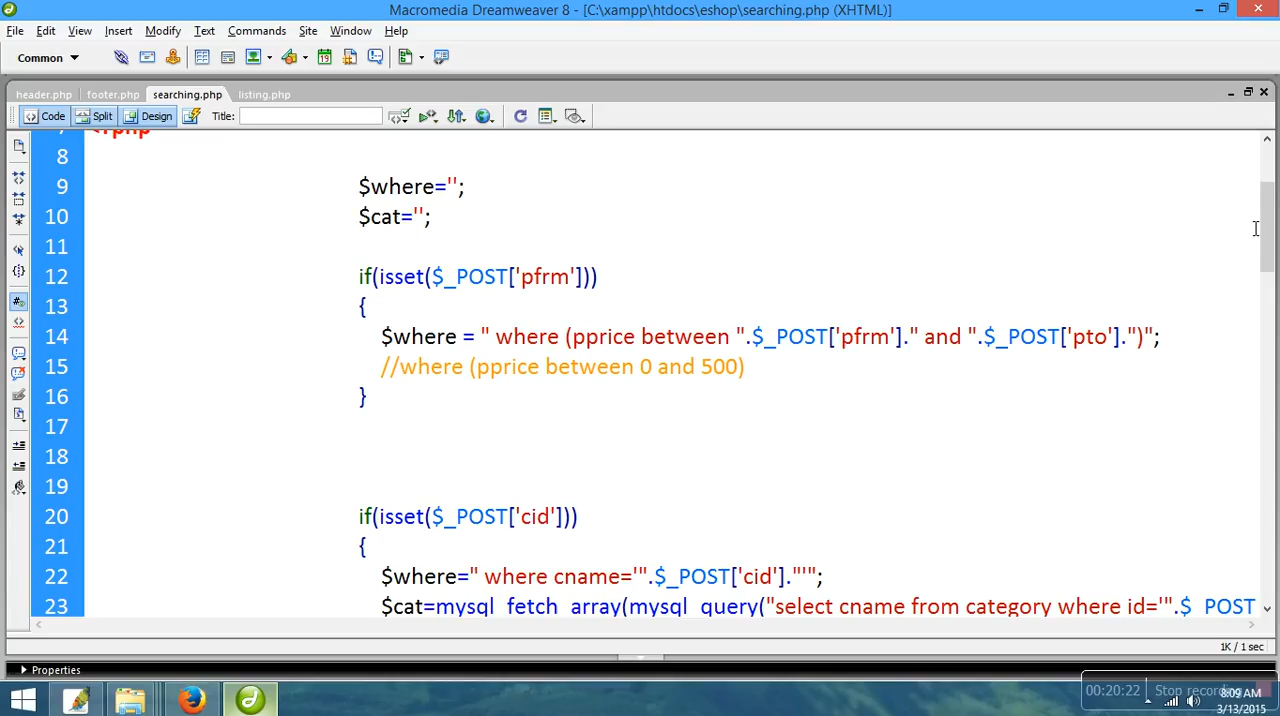 Macromedia Dreamweaver 8 - [C:\xampp\htdocs\eshop\searching.php (XHTML)]
File Edit View Insert Modify Text Commands Site Window Help
Common
header.php footer.php searching.php listing.php
Code Split Design Title:
<?php
8
9 $where='';
10 $cat='';
11
12 if(isset($_POST['pfrm']))
13 {
14 $where = " where (pprice between ".$_POST['pfrm']." and ".$_POST['pto'].")";
15 //where (pprice between 0 and 500)
16 }
17
18
19
20 if(isset($_POST['cid']))
21 {
22 $where=" where cname='".$_POST['cid']."'";
23 $cat=mysql_fetch_array(mysql_query("select cname from category where id='".$_POST
1K / 1 sec
Properties
00:20:22 Stop recording
8:09 AM
3/13/2015